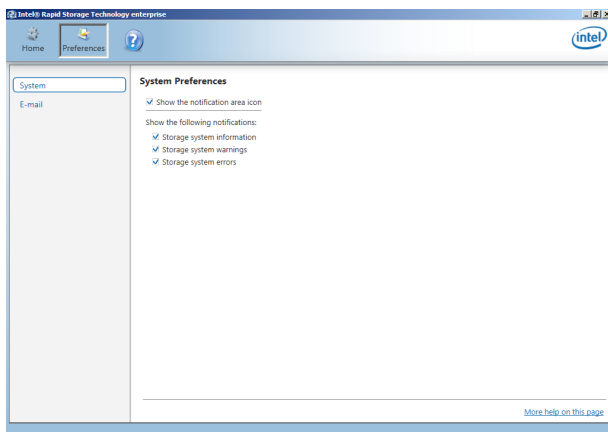 Intel® Rapid Storage Technology enterprise
Home
Preferences
?
intel
System
E-mail
System Preferences
Show the notification area icon
Show the following notifications:
Storage system information
Storage system warnings
Storage system errors
More help on this page